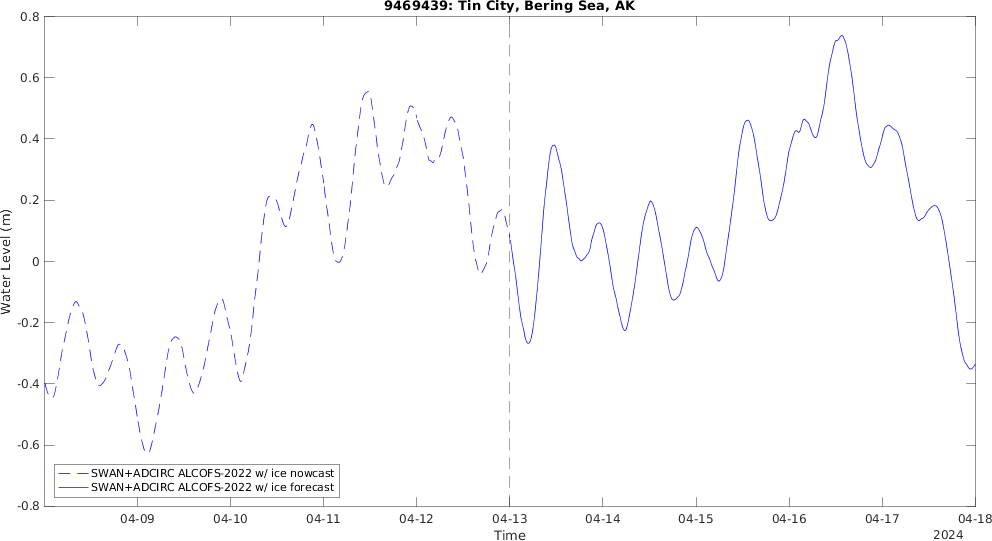 9469439: Tin City, Bering Sea, AK
Water Level (m)
0.8
0.6
0.4
0.2
0
-0.2
-0.4
-0.6
-0.8
SWAN+ADCIRC ALCOFS-2022 w/ ice nowcast
SWAN+ADCIRC ALCOFS-2022 w/ ice forecast
04-09 04-10 04-11 04-12 04-13 04-14 04-15 04-16 04-17 04-18
Time
2024